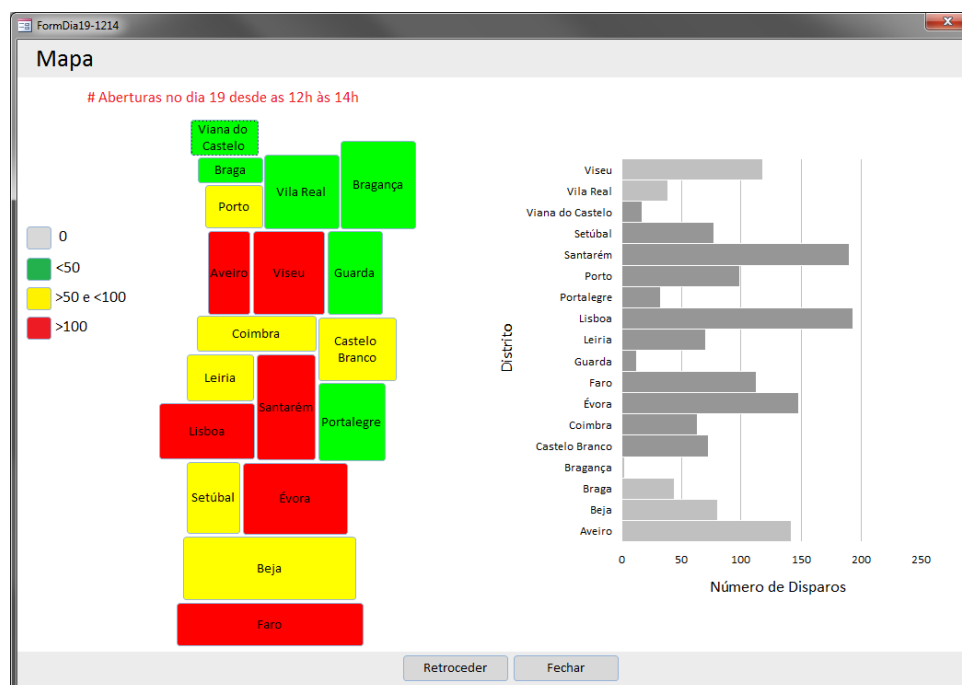 FormDia19-1214
Mapa
# Aberturas no dia 19 desde as 12h às 14h
Viana do
Castelo
Braga
Vila Real
Bragança
Porto
Aveiro
Viseu
Guarda
Coimbra
Castelo
Branco
Leiria
Santarém
Portalegre
Lisboa
Setúbal
Évora
Beja
Faro
0
<50
>50 e <100
>100
Distrito
Viseu
Vila Real
Viana do Castelo
Setúbal
Santarém
Porto
Portalegre
Lisboa
Leiria
Guarda
Faro
Évora
Coimbra
Castelo Branco
Bragança
Braga
Beja
Aveiro
0 50 100 150 200 250
Número de Disparos
Retroceder
Fechar